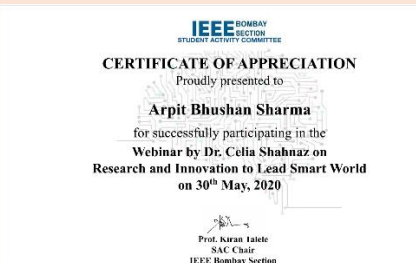 IEEE BOMBAY
SECTION
STUDENT ACTIVITY COMMITTEE
CERTIFICATE OF APPRECIATION
Proudly presented to
Arpit Bhushan Sharma
for successfully participating in the
Webinar by Dr. Celia Shahnaz on
Research and Innovation to Lead Smart World
on 30th May, 2020
Prof. Kiran Talele
SAC Chair
IEEE Bombay Section